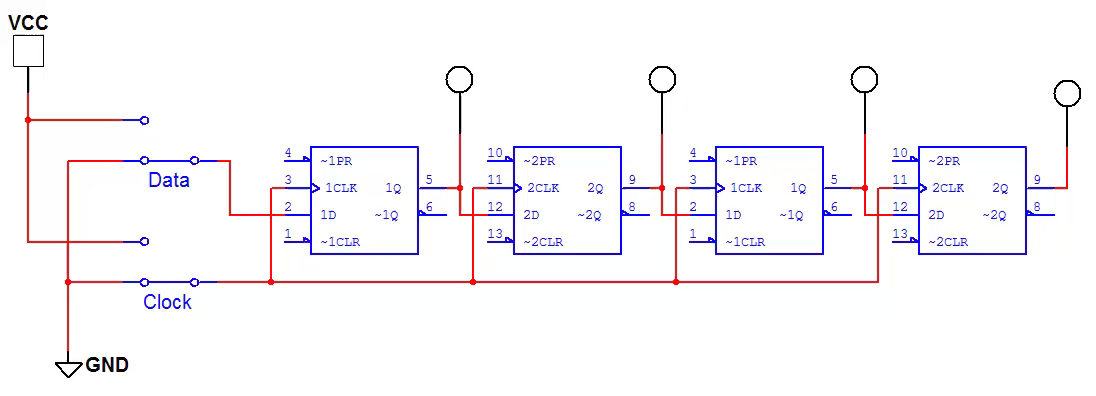 VCC
Data
Clock
GND
4 ~1PR
3 1CLK 1Q 5
2 1D ~1Q 6
1 ~1CLR
10 ~2PR
11 2CLK 2Q 9
12 2D ~2Q 8
13 ~2CLR
4 ~1PR
3 1CLK 1Q 5
2 1D ~1Q 6
1 ~1CLR
10 ~2PR
11 2CLK 2Q 9
12 2D ~2Q 8
13 ~2CLR